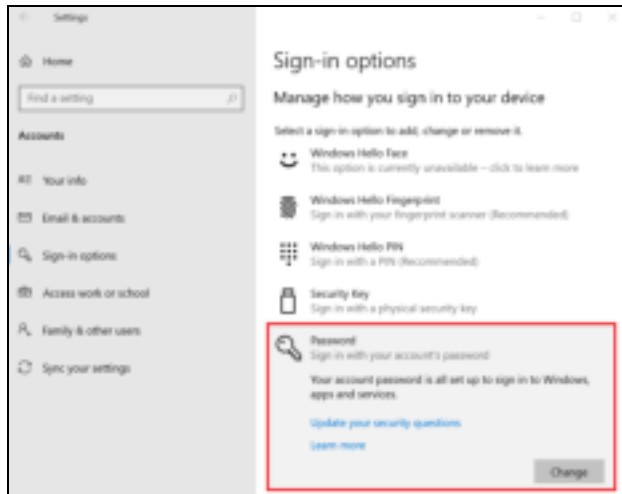 Settings
Home
Find a setting
Accounts
Your info
Email & accounts
Sign-in options
Access work or school
Family & other users
Sync your settings
Sign-in options
Manage how you sign in to your device
Select a sign-in option to add, change or remove it.
Windows Hello Face
This option is currently unavailable – click to learn more
Windows Hello Fingerprint
Sign in with your fingerprint scanner (Recommended)
Windows Hello PIN
Sign in with a PIN (Recommended)
Security Key
Sign in with a physical security key
Password
Sign in with your account's password
Your account password is all set up to sign in to Windows,
apps and services.
Update your security questions
Learn more
Change